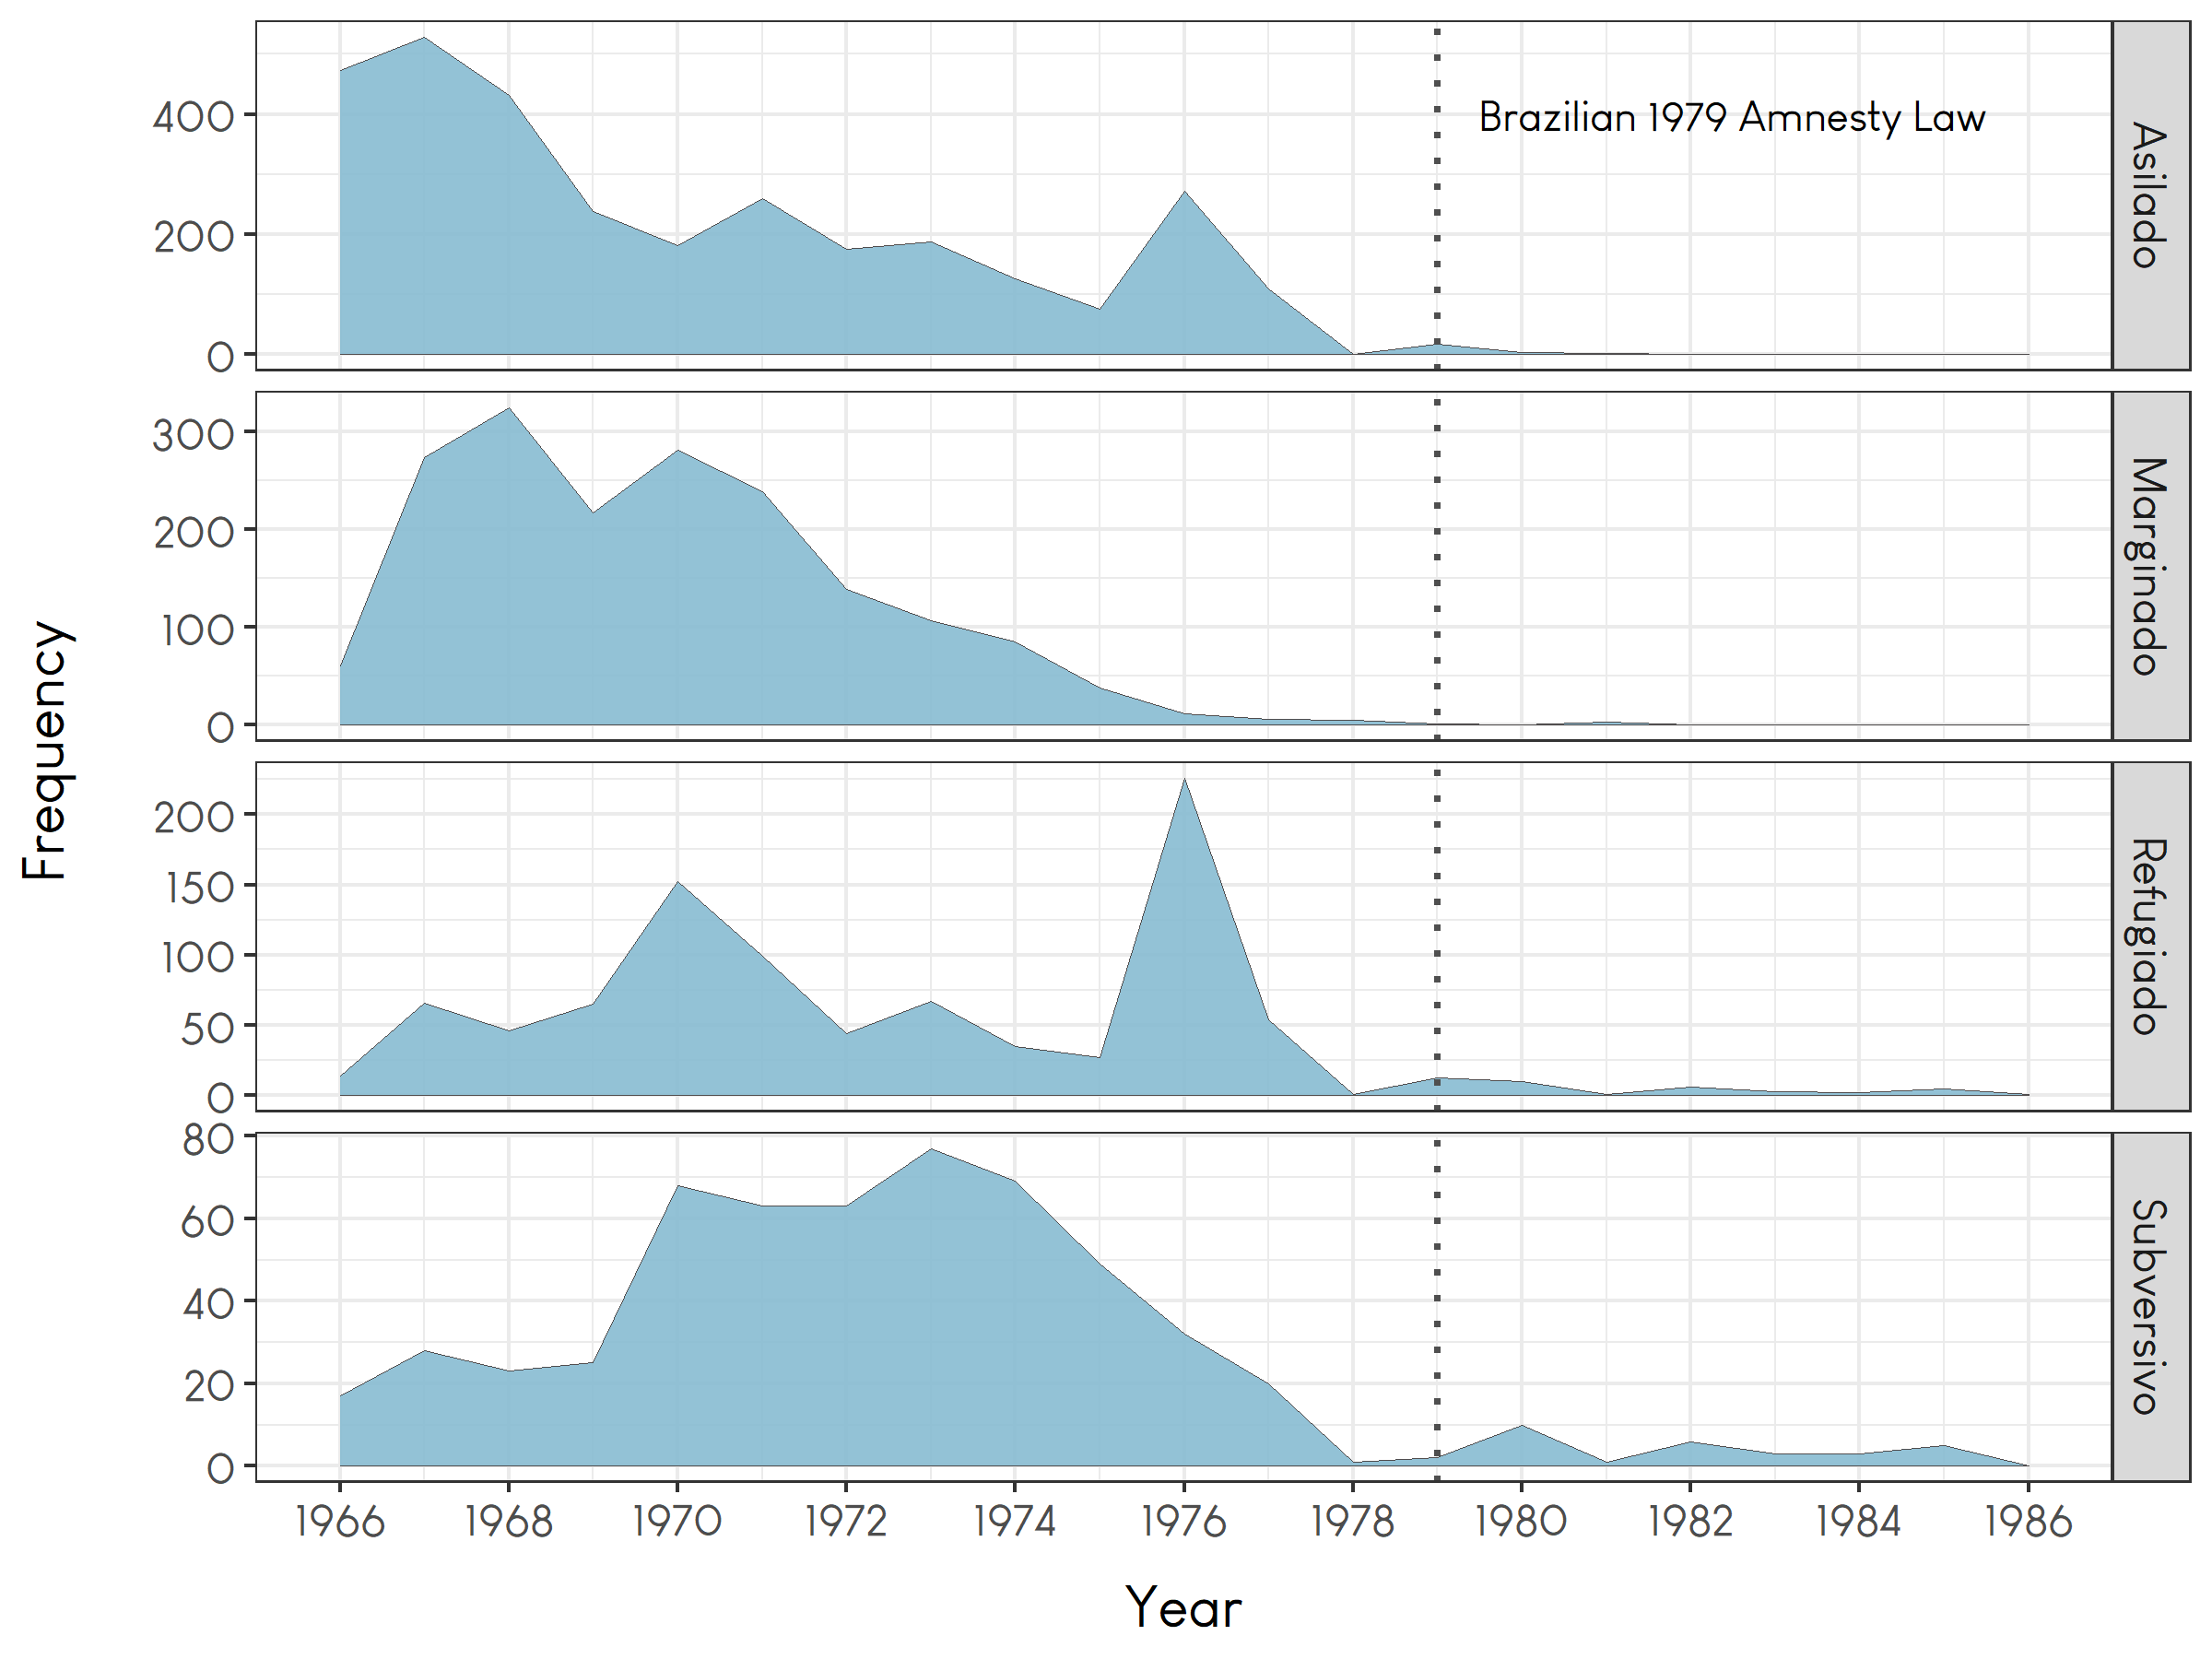 400
200
0
Brazilian 1979 Amnesty Law
Asilado
300
200
100
0
Marginado
200
150
100
50
0
Refugiado
80
60
40
20
0
Subversivo
Frequency
1966 1968 1970 1972 1974 1976 1978 1980 1982 1984 1986
Year